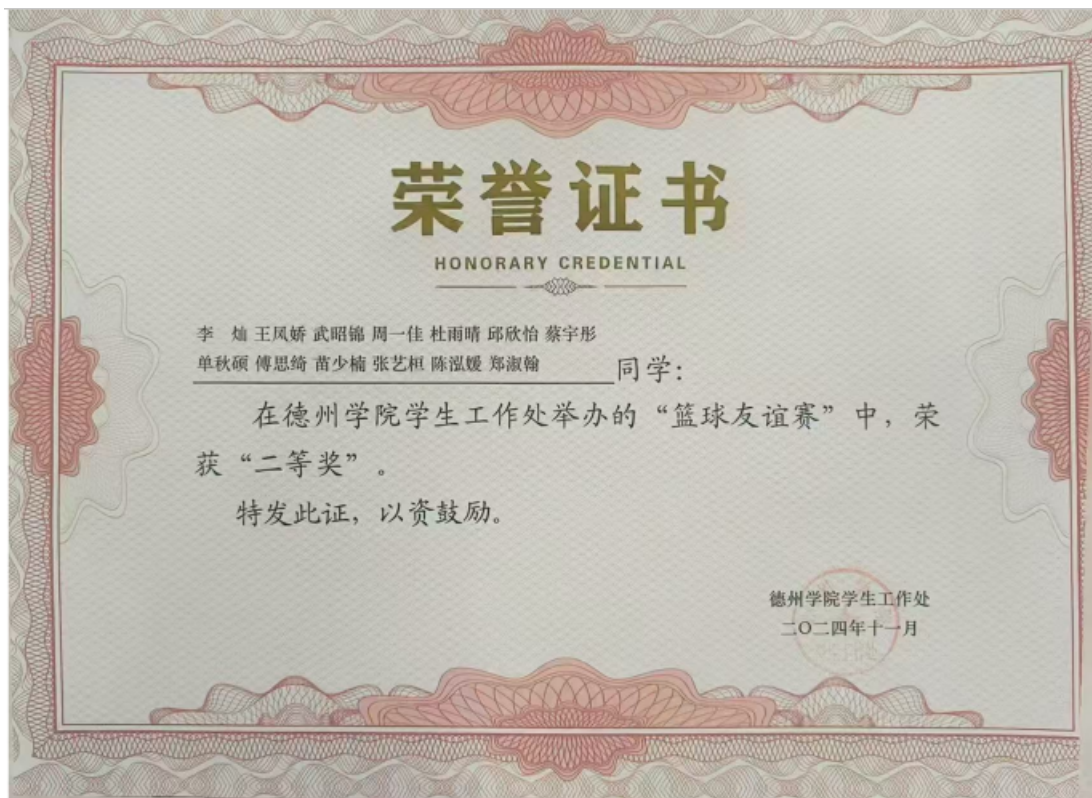 荣誉证书
HONORARY CREDENTIAL
李 灿 王凤娇 武昭锦 周一佳 杜雨晴 邱欣怡 蔡宇彤
单秋硕 傅思绮 苗少楠 张艺桓 陈泓媛 郑淑翰
同学:
在德州学院学生工作处举办的“篮球友谊赛”中，荣
获“二等奖”。
特发此证，以资鼓励。
德州学院学生工作处
二〇二四年十一月